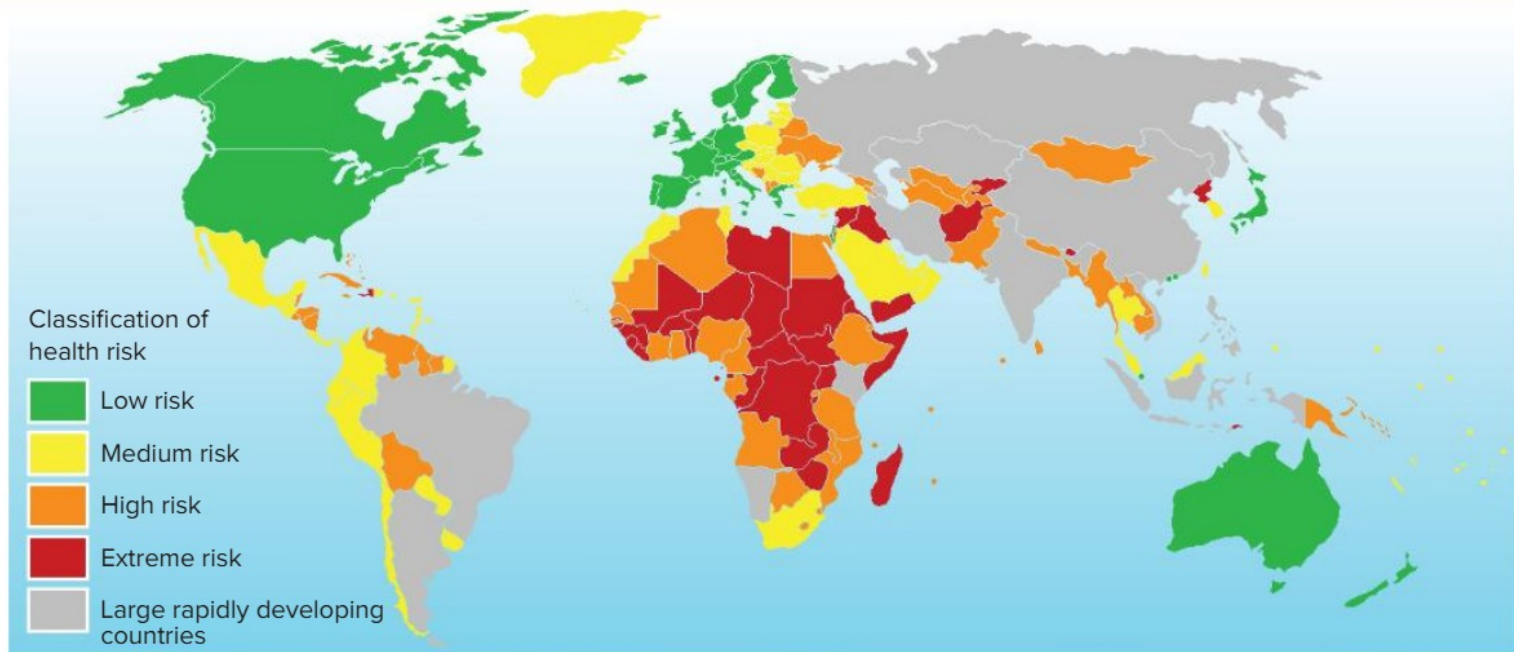 Classification of
health risk
Low risk
Medium risk
High risk
Extreme risk
Large rapidly developing
countries